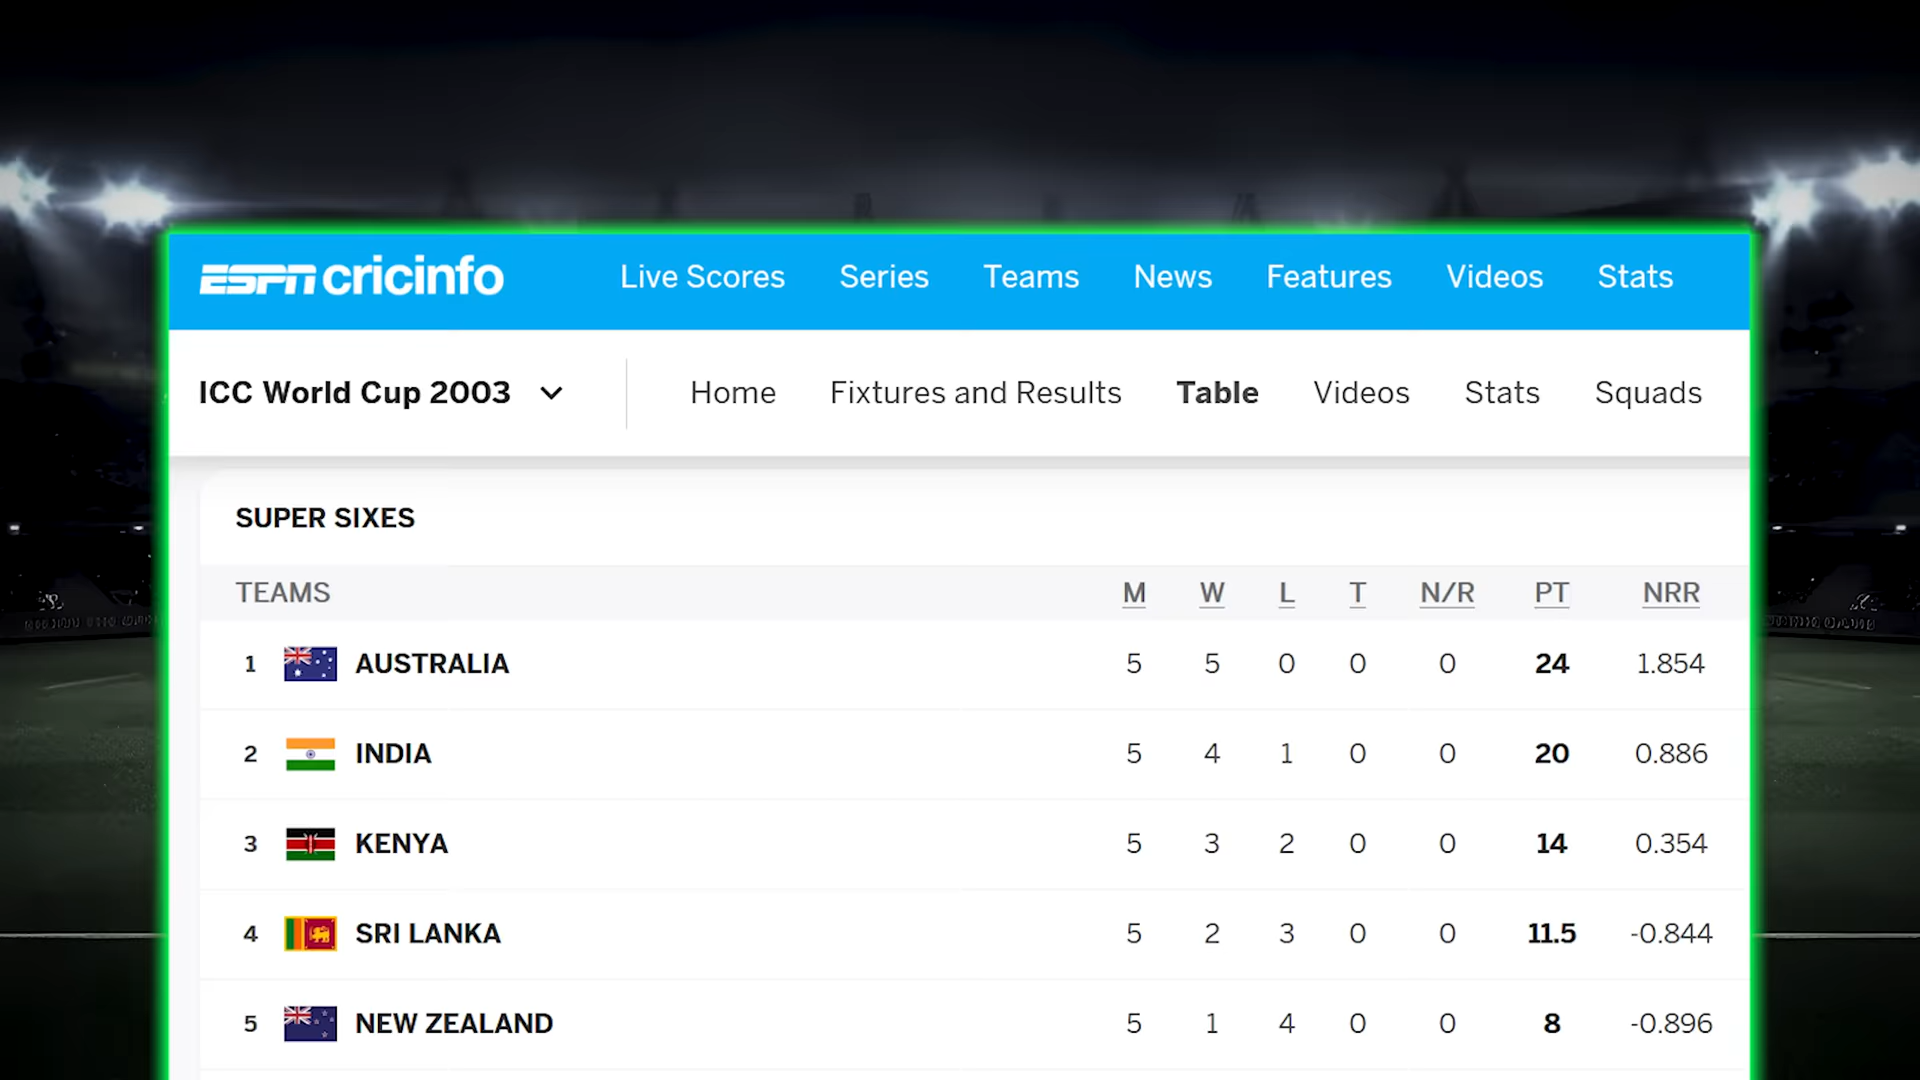 ESPN cricinfo Live Scores Series Teams News Features Videos Stats
ICC World Cup 2003 Home Fixtures and Results Table Videos Stats Squads
SUPER SIXES
TEAMS M W L T N/R PT NRR
1 AUSTRALIA 5 5 0 0 0 24 1.854
2 INDIA 5 4 1 0 0 20 0.886
3 KENYA 5 3 2 0 0 14 0.354
4 SRI LANKA 5 2 3 0 0 11.5 -0.844
5 NEW ZEALAND 5 1 4 0 0 8 -0.896